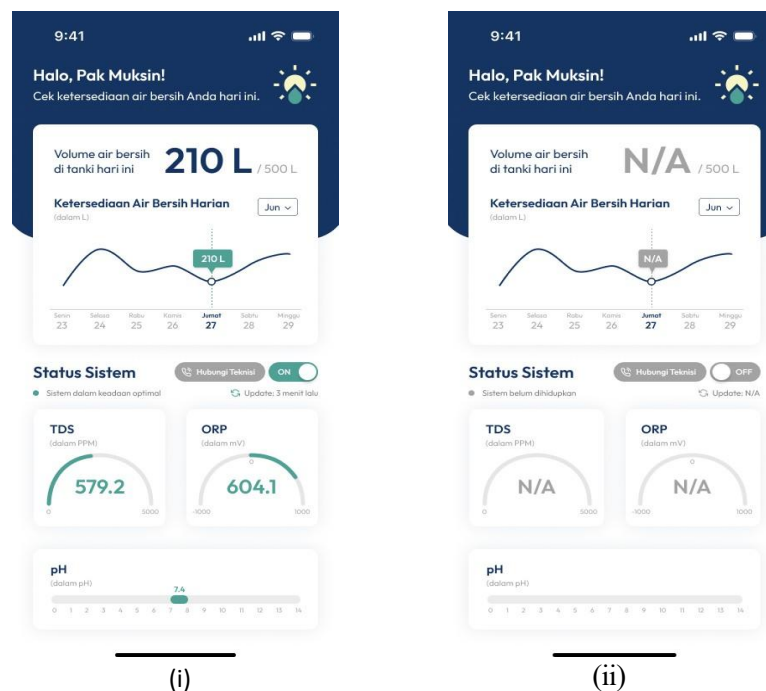 9:41
Halo, Pak Muksin!
Cek ketersediaan air bersih Anda hari ini.
Volume air bersih
di tanki hari ini
210 L / 500 L
Ketersediaan Air Bersih Harian
(dalam L)
Jun
210 L
Senin Selasa Rabu Kamis Jumat Sabtu Minggu
23 24 25 26 27 28 29
Status Sistem
Hubungi Teknisi
ON
Sistem dalam keadaan optimal
Update: 3 menit lalu
TDS
(dalam PPM)
579.2
0 5000
ORP
(dalam mV)
0
604.1
-1000 1000
pH
(dalam pH)
7.4
0 1 2 3 4 5 6 7 8 9 10 11 12 13 14
(i)
9:41
Halo, Pak Muksin!
Cek ketersediaan air bersih Anda hari ini.
Volume air bersih
di tanki hari ini
N/A / 500 L
Ketersediaan Air Bersih Harian
(dalam L)
Jun
N/A
Senin Selasa Rabu Kamis Jumat Sabtu Minggu
23 24 25 26 27 28 29
Status Sistem
Hubungi Teknisi
OFF
Sistem belum dihidupkan
Update: N/A
TDS
(dalam PPM)
N/A
0 5000
ORP
(dalam mV)
0
N/A
-1000 1000
pH
(dalam pH)
0 1 2 3 4 5 6 7 8 9 10 11 12 13 14
(ii)